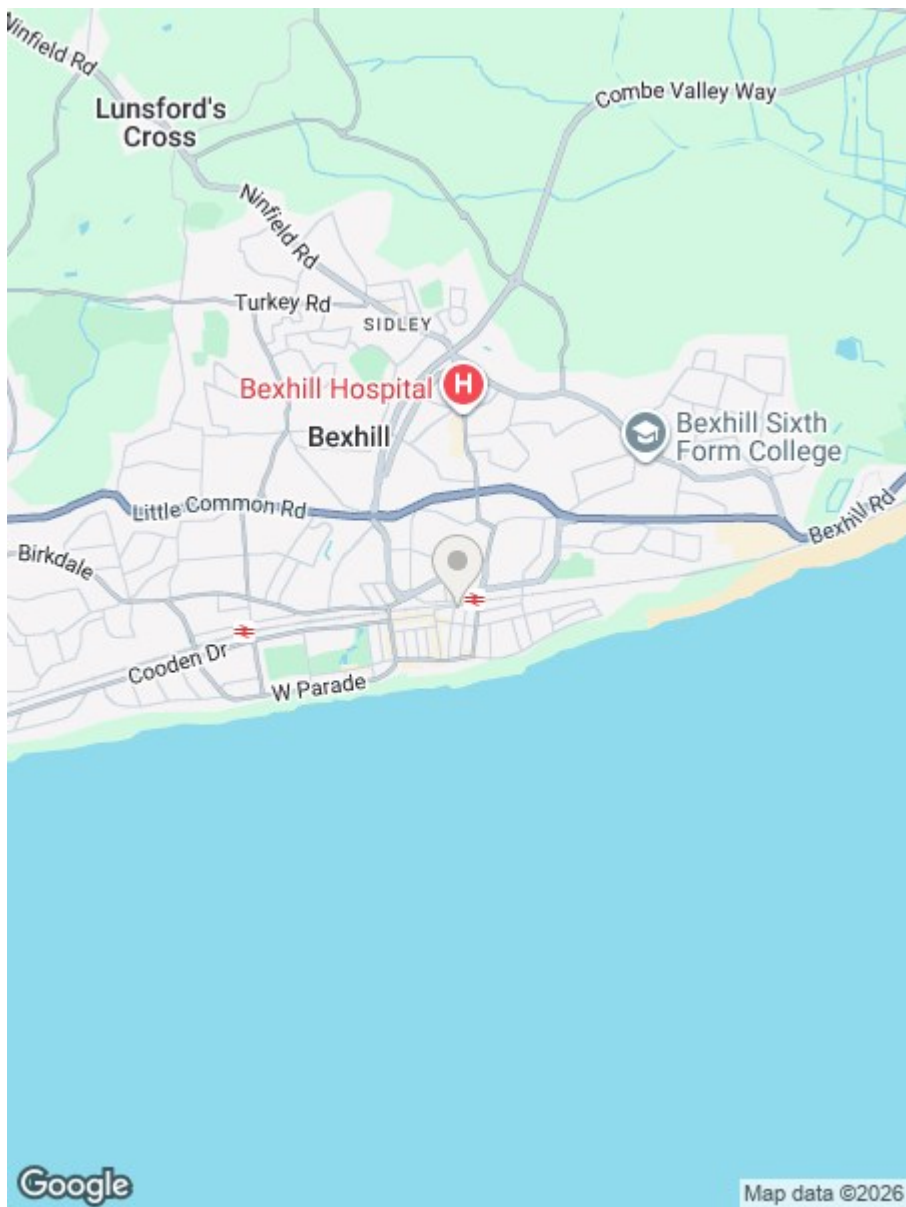 Ninfield Rd
Lunsford's
Cross
Combe Valley Way
Ninfield Rd
Turkey Rd
SIDLEY
Bexhill Hospital
H
Bexhill
Bexhill Sixth
Form College
Little Common Rd
Bexhill Rd
Birkdale
Cooden Dr
W Parade
Google
Map data ©2026